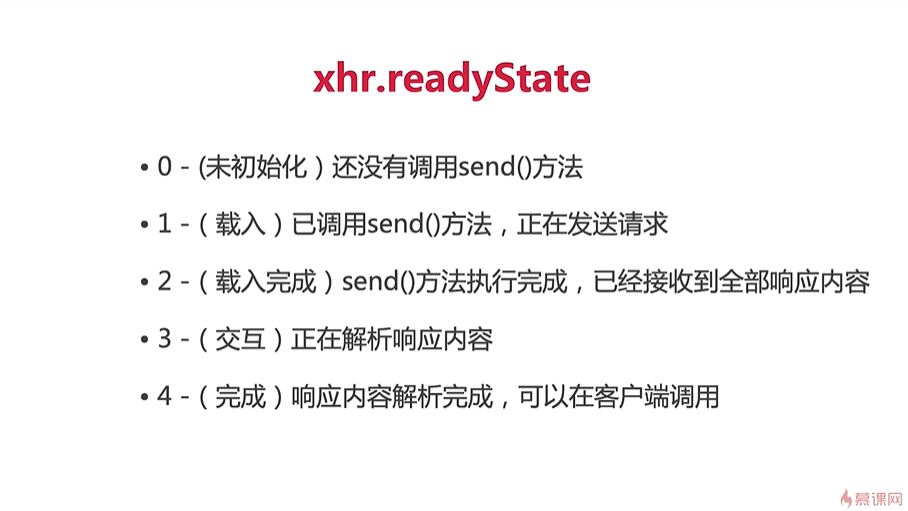 xhr.readyState
• 0 - (未初始化）还没有调用send()方法
• 1 -（载入）已调用send()方法，正在发送请求
• 2 -（载入完成）send()方法执行完成，已经接收到全部响应内容
• 3 -（交互）正在解析响应内容
• 4 -（完成）响应内容解析完成，可以在客户端调用
慕课网